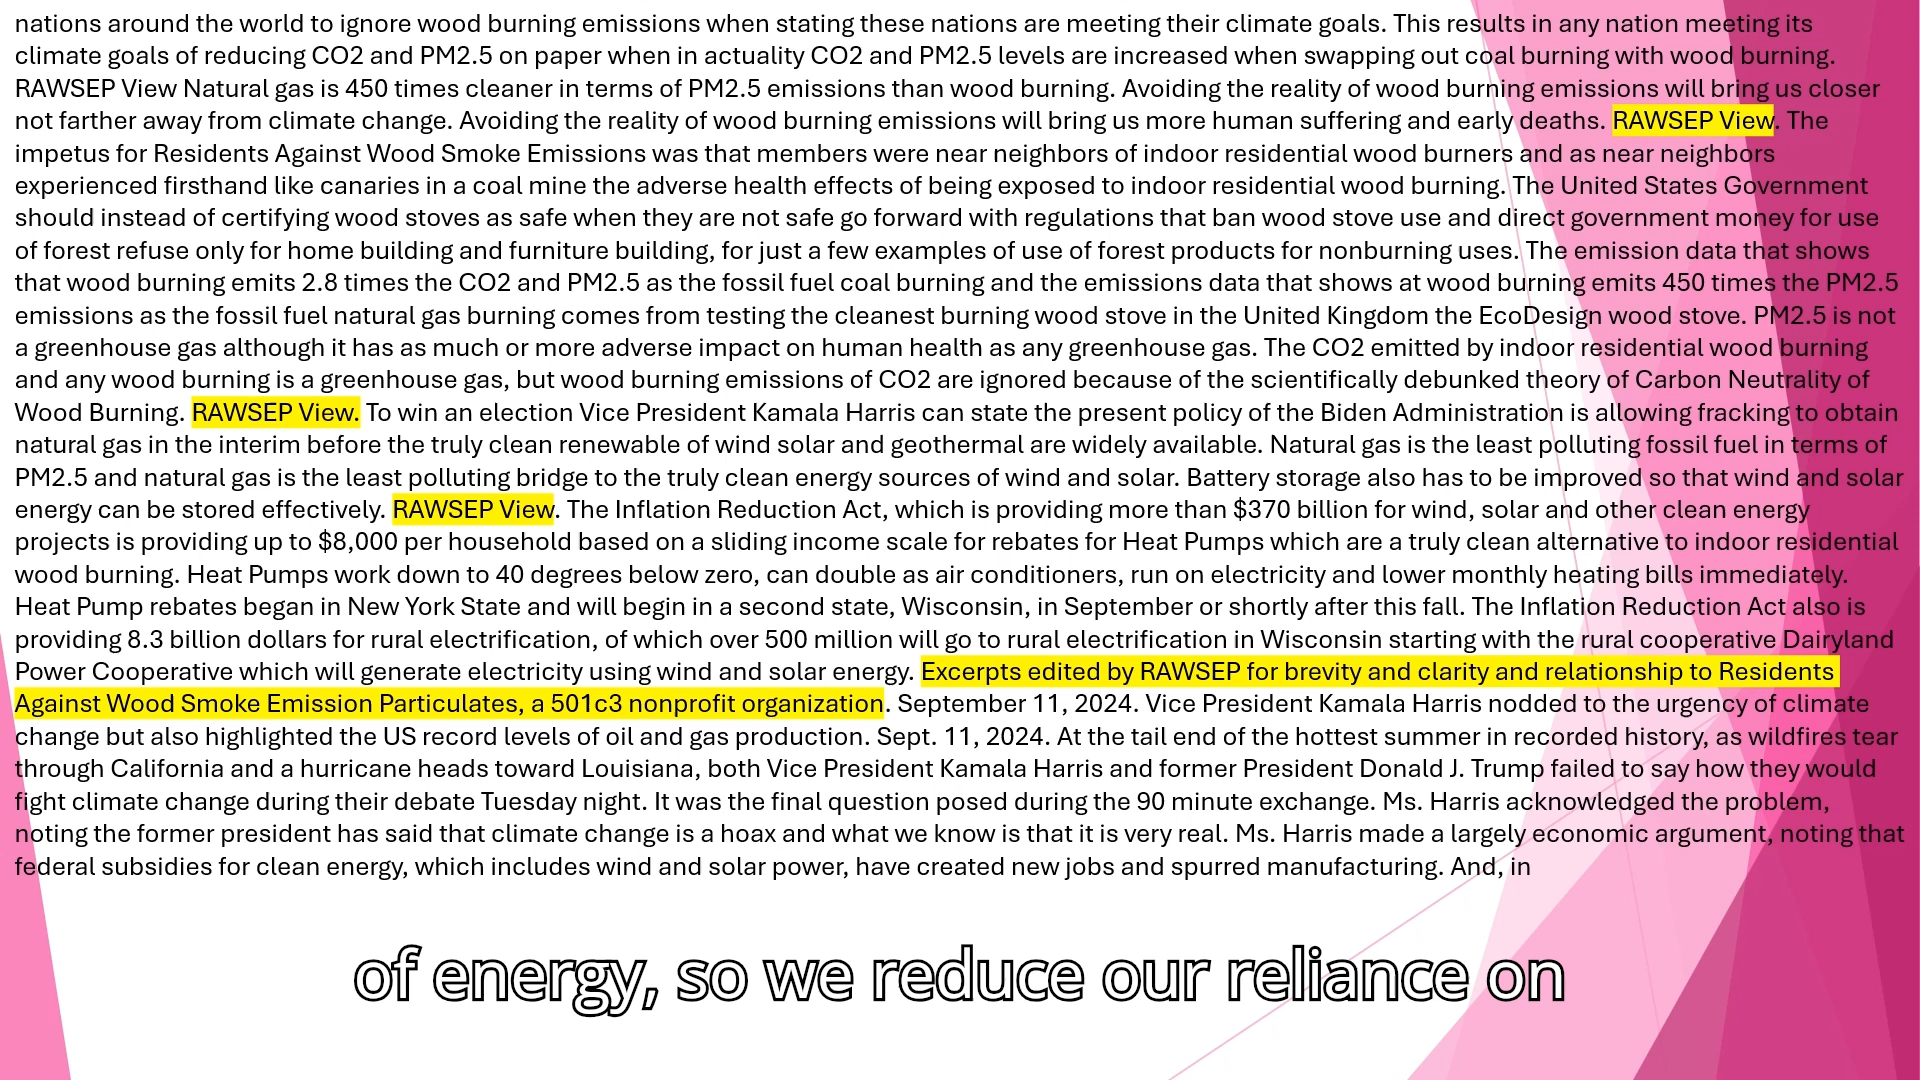 nations around the world to ignore wood burning emissions when stating these nations are meeting their climate goals. This results in any nation meeting its
climate goals of reducing CO2 and PM2.5 on paper when in actuality CO2 and PM2.5 levels are increased when swapping out coal burning with wood burning.
RAWSEP View Natural gas is 450 times cleaner in terms of PM2.5 emissions than wood burning. Avoiding the reality of wood burning emissions will bring us closer
not farther away from climate change. Avoiding the reality of wood burning emissions will bring us more human suffering and early deaths. RAWSEP View. The
impetus for Residents Against Wood Smoke Emissions was that members were near neighbors of indoor residential wood burners and as near neighbors
experienced firsthand like canaries in a coal mine the adverse health effects of being exposed to indoor residential wood burning. The United States Government
should instead of certifying wood stoves as safe when they are not safe go forward with regulations that ban wood stove use and direct government money for use
of forest refuse only for home building and furniture building, for just a few examples of use of forest products for nonburning uses. The emission data that shows
that wood burning emits 2.8 times the CO2 and PM2.5 as the fossil fuel coal burning and the emissions data that shows at wood burning emits 450 times the PM2.5
emissions as the fossil fuel natural gas burning comes from testing the cleanest burning wood stove in the United Kingdom the EcoDesign wood stove. PM2.5 is not
a greenhouse gas although it has as much or more adverse impact on human health as any greenhouse gas. The CO2 emitted by indoor residential wood burning
and any wood burning is a greenhouse gas, but wood burning emissions of CO2 are ignored because of the scientifically debunked theory of Carbon Neutrality of
Wood Burning. RAWSEP View. To win an election Vice President Kamala Harris can state the present policy of the Biden Administration is allowing fracking to obtain
natural gas in the interim before the truly clean renewable of wind solar and geothermal are widely available. Natural gas is the least polluting fossil fuel in terms of
PM2.5 and natural gas is the least polluting bridge to the truly clean energy sources of wind and solar. Battery storage also has to be improved so that wind and solar
energy can be stored effectively. RAWSEP View. The Inflation Reduction Act, which is providing more than $370 billion for wind, solar and other clean energy
projects is providing up to $8,000 per household based on a sliding income scale for rebates for Heat Pumps which are a truly clean alternative to indoor residential
wood burning. Heat Pumps work down to 40 degrees below zero, can double as air conditioners, run on electricity and lower monthly heating bills immediately.
Heat Pump rebates began in New York State and will begin in a second state, Wisconsin, in September or shortly after this fall. The Inflation Reduction Act also is
providing 8.3 billion dollars for rural electrification, of which over 500 million will go to rural electrification in Wisconsin starting with the rural cooperative Dairyland
Power Cooperative which will generate electricity using wind and solar energy. Excerpts edited by RAWSEP for brevity and clarity and relationship to Residents
Against Wood Smoke Emission Particulates, a 501c3 nonprofit organization. September 11, 2024. Vice President Kamala Harris nodded to the urgency of climate
change but also highlighted the US record levels of oil and gas production. Sept. 11, 2024. At the tail end of the hottest summer in recorded history, as wildfires tear
through California and a hurricane heads toward Louisiana, both Vice President Kamala Harris and former President Donald J. Trump failed to say how they would
fight climate change during their debate Tuesday night. It was the final question posed during the 90 minute exchange. Ms. Harris acknowledged the problem,
noting the former president has said that climate change is a hoax and what we know is that it is very real. Ms. Harris made a largely economic argument, noting that
federal subsidies for clean energy, which includes wind and solar power, have created new jobs and spurred manufacturing. And, in
of energy, so we reduce our reliance on